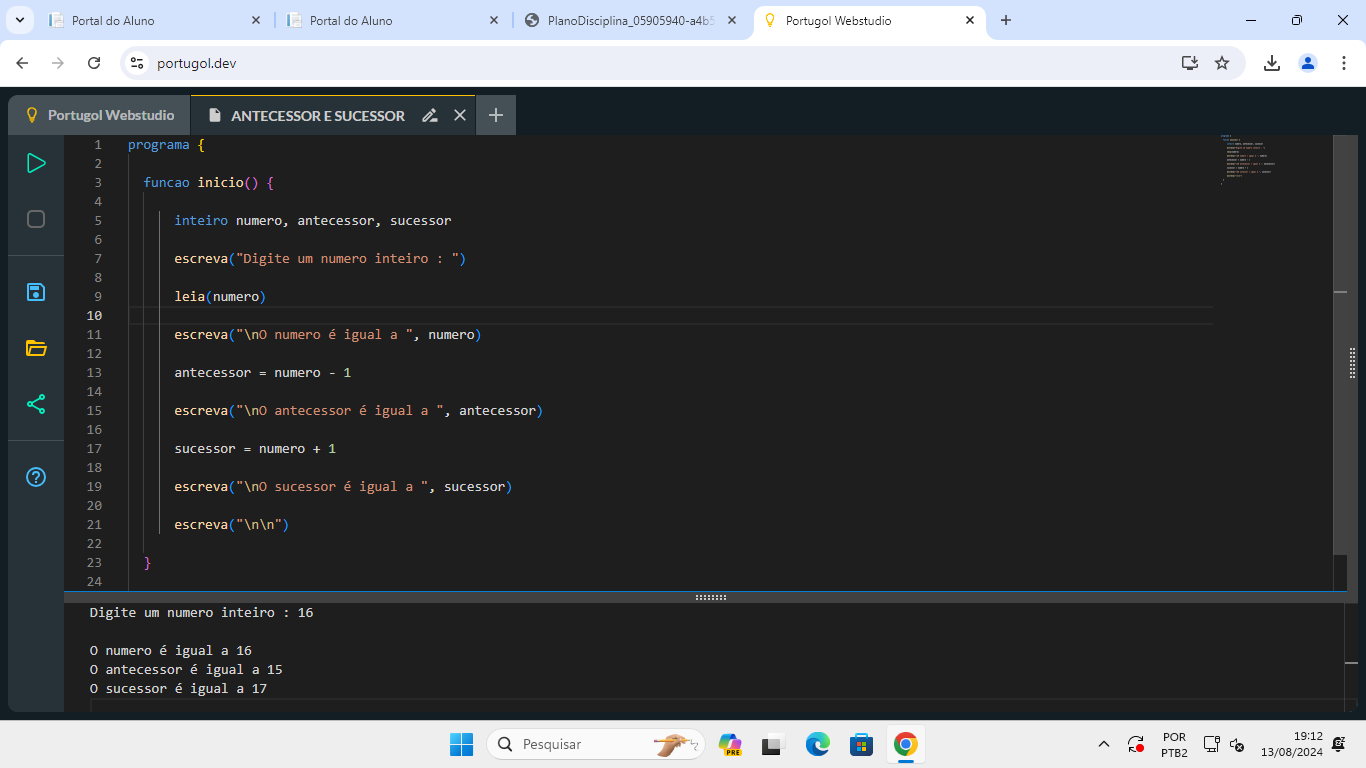 Portal do Aluno
Portal do Aluno
PlanoDisciplina_05905940-a4b5
Portugol Webstudio
portugol.dev
Portugol Webstudio
ANTECESSOR E SUCESSOR
1 programa {
2
3 funcao inicio() {
4
5 inteiro numero, antecessor, sucessor
6
7 escreva("Digite um numero inteiro : ")
8
9 leia(numero)
10
11 escreva("\nO numero é igual a ", numero)
12
13 antecessor = numero - 1
14
15 escreva("\nO antecessor é igual a ", antecessor)
16
17 sucessor = numero + 1
18
19 escreva("\nO sucessor é igual a ", sucessor)
20
21 escreva("\n\n")
22
23 }
24
Digite um numero inteiro : 16
O numero é igual a 16
O antecessor é igual a 15
O sucessor é igual a 17
Pesquisar
PRE
POR
PTB2
19:12
13/08/2024